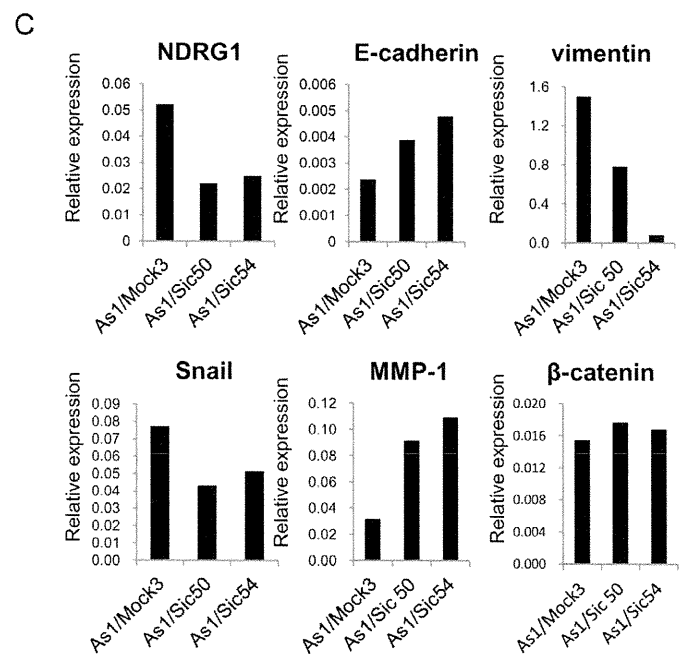 C
NDRG1
Relative expression
0.06
0.05
0.04
0.03
0.02
0.01
0
As1/Mock3
As1/Sic50
As1/Sic54
E-cadherin
Relative expression
0.006
0.005
0.004
0.003
0.002
0.001
0
As1/Mock3
As1/Sic50
As1/Sic54
vimentin
Relative expression
1.6
1.2
0.8
0.4
0.0
As1/Mock3
As1/Sic 50
As1/Sic54
Snail
Relative expression
0.09
0.08
0.07
0.06
0.05
0.04
0.03
0.02
0.01
0.00
As1/Mock3
As1/Sic50
As1/Sic54
MMP-1
Relative expression
0.12
0.10
0.08
0.06
0.04
0.02
0.00
As1/Mock3
As1/Sic 50
As1/Sic54
β-catenin
Relative expression
0.020
0.016
0.012
0.008
0.004
0.000
As1/Mock3
As1/Sic 50
As1/Sic54